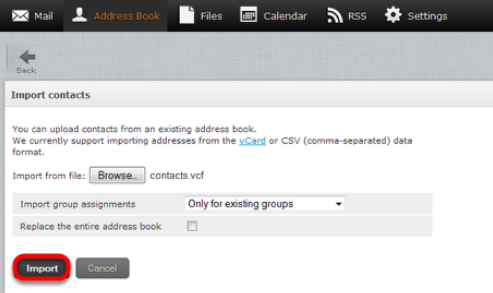 Mail Address Book Files Calendar RSS Settings
Back
Import contacts
You can upload contacts from an existing address book.
We currently support importing addresses from the vCard or CSV (comma-separated) data
format.
Import from file: Browse.. contacts.vcf
Import group assignments Only for existing groups
Replace the entire address book
Import Cancel